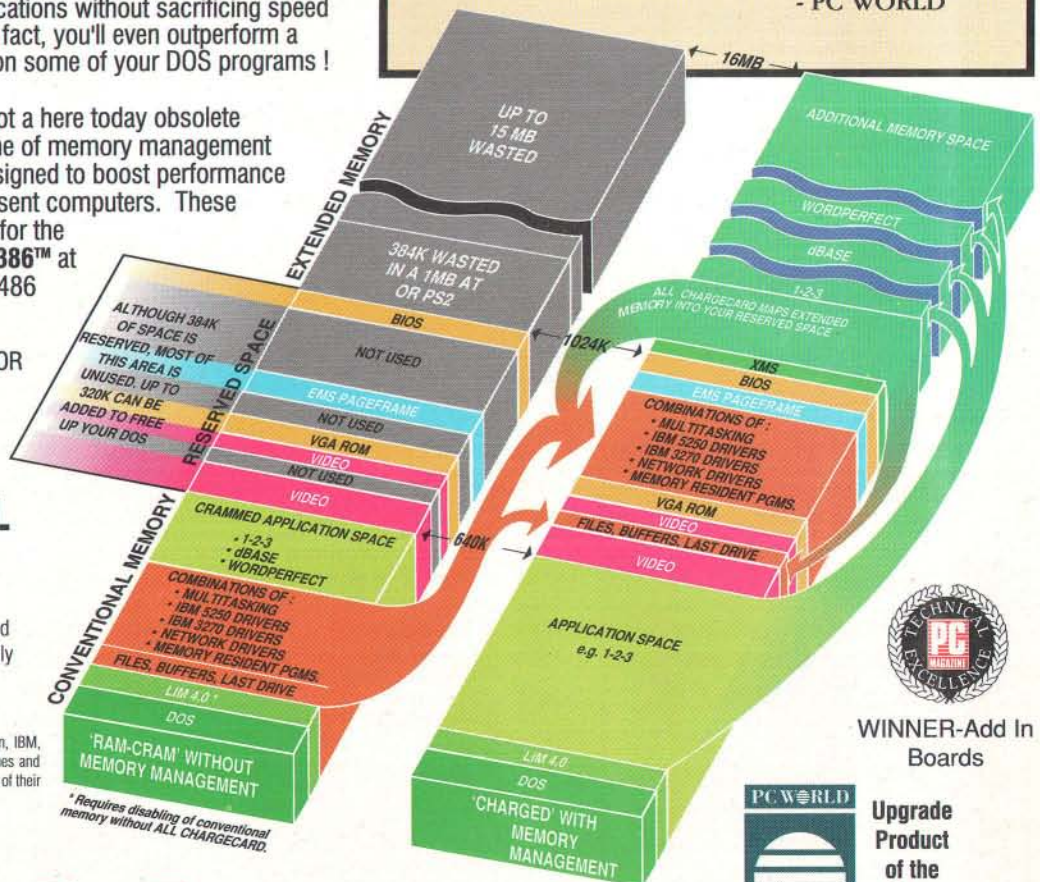 cations without sacrificing speed
fact, you'll even outperform a
on some of your DOS programs !
ot a here today obsolete
ne of memory management
signed to boost performance
sent computers. These
for the
386™ at
486
OR
d
ly
n, IBM,
nes and
of their
- PC WORLD
16MB
UP TO
15 MB
WASTED
384K WASTED
IN A 1MB AT
OR PS2
EXTENDED MEMORY
RESERVED SPACE
CONVENTIONAL MEMORY
ALTHOUGH 384K
OF SPACE IS
RESERVED, MOST OF
THIS AREA IS
UNUSED. UP TO
320K CAN BE
ADDED TO FREE
UP YOUR DOS
BIOS
NOT USED
EMS PAGEFRAME
NOT USED
VGA ROM
VIDEO
NOT USED
VIDEO
1024K
640K
CRAMMED APPLICATION SPACE
• 1-2-3
• dBASE
• WORDPERFECT
COMBINATIONS OF :
• MULTITASKING
• IBM 5250 DRIVERS
• IBM 3270 DRIVERS
• NETWORK DRIVERS
• MEMORY RESIDENT PGMS.
FILES, BUFFERS, LAST DRIVE
LIM 4.0 *
DOS
'RAM-CRAM' WITHOUT
MEMORY MANAGEMENT
* Requires disabling of conventional
memory without ALL CHARGECARD.
ADDITIONAL MEMORY SPACE
WORDPERFECT
dBASE
1-2-3
ALL CHARGECARD MAPS EXTENDED
MEMORY INTO YOUR RESERVED SPACE
XMS
BIOS
EMS PAGEFRAME
COMBINATIONS OF :
• MULTITASKING
• IBM 5250 DRIVERS
• IBM 3270 DRIVERS
• NETWORK DRIVERS
• MEMORY RESIDENT PGMS.
VGA ROM
VIDEO
FILES, BUFFERS, LAST DRIVE
VIDEO
APPLICATION SPACE
e.g. 1-2-3
LIM 4.0
DOS
'CHARGED' WITH
MEMORY
MANAGEMENT
TECHNICAL
PC
MAGAZINE
EXCELLENCE
WINNER-Add In
Boards
PC WORLD
Upgrade
Product
of the